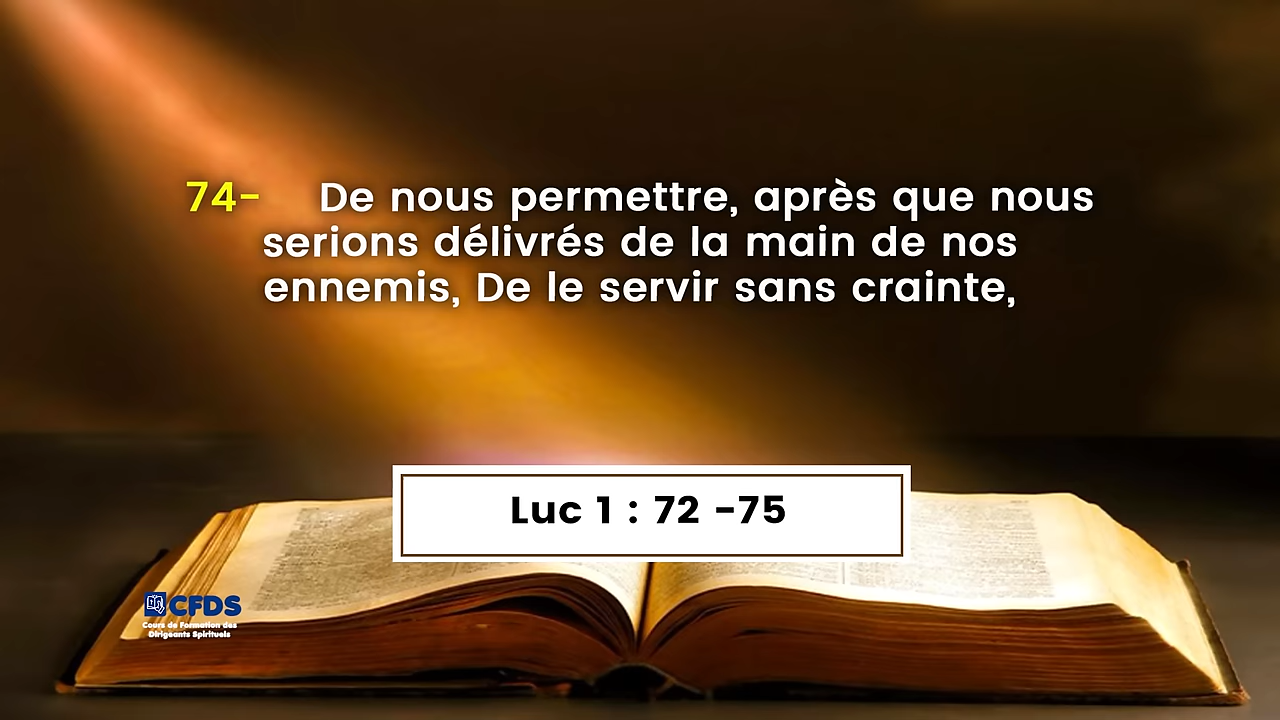 74- De nous permettre, après que nous
serions délivrés de la main de nos
ennemis, De le servir sans crainte,
Luc 1 : 72 -75
CFDS
Cours de Formation des
Dirigeants Spirituels